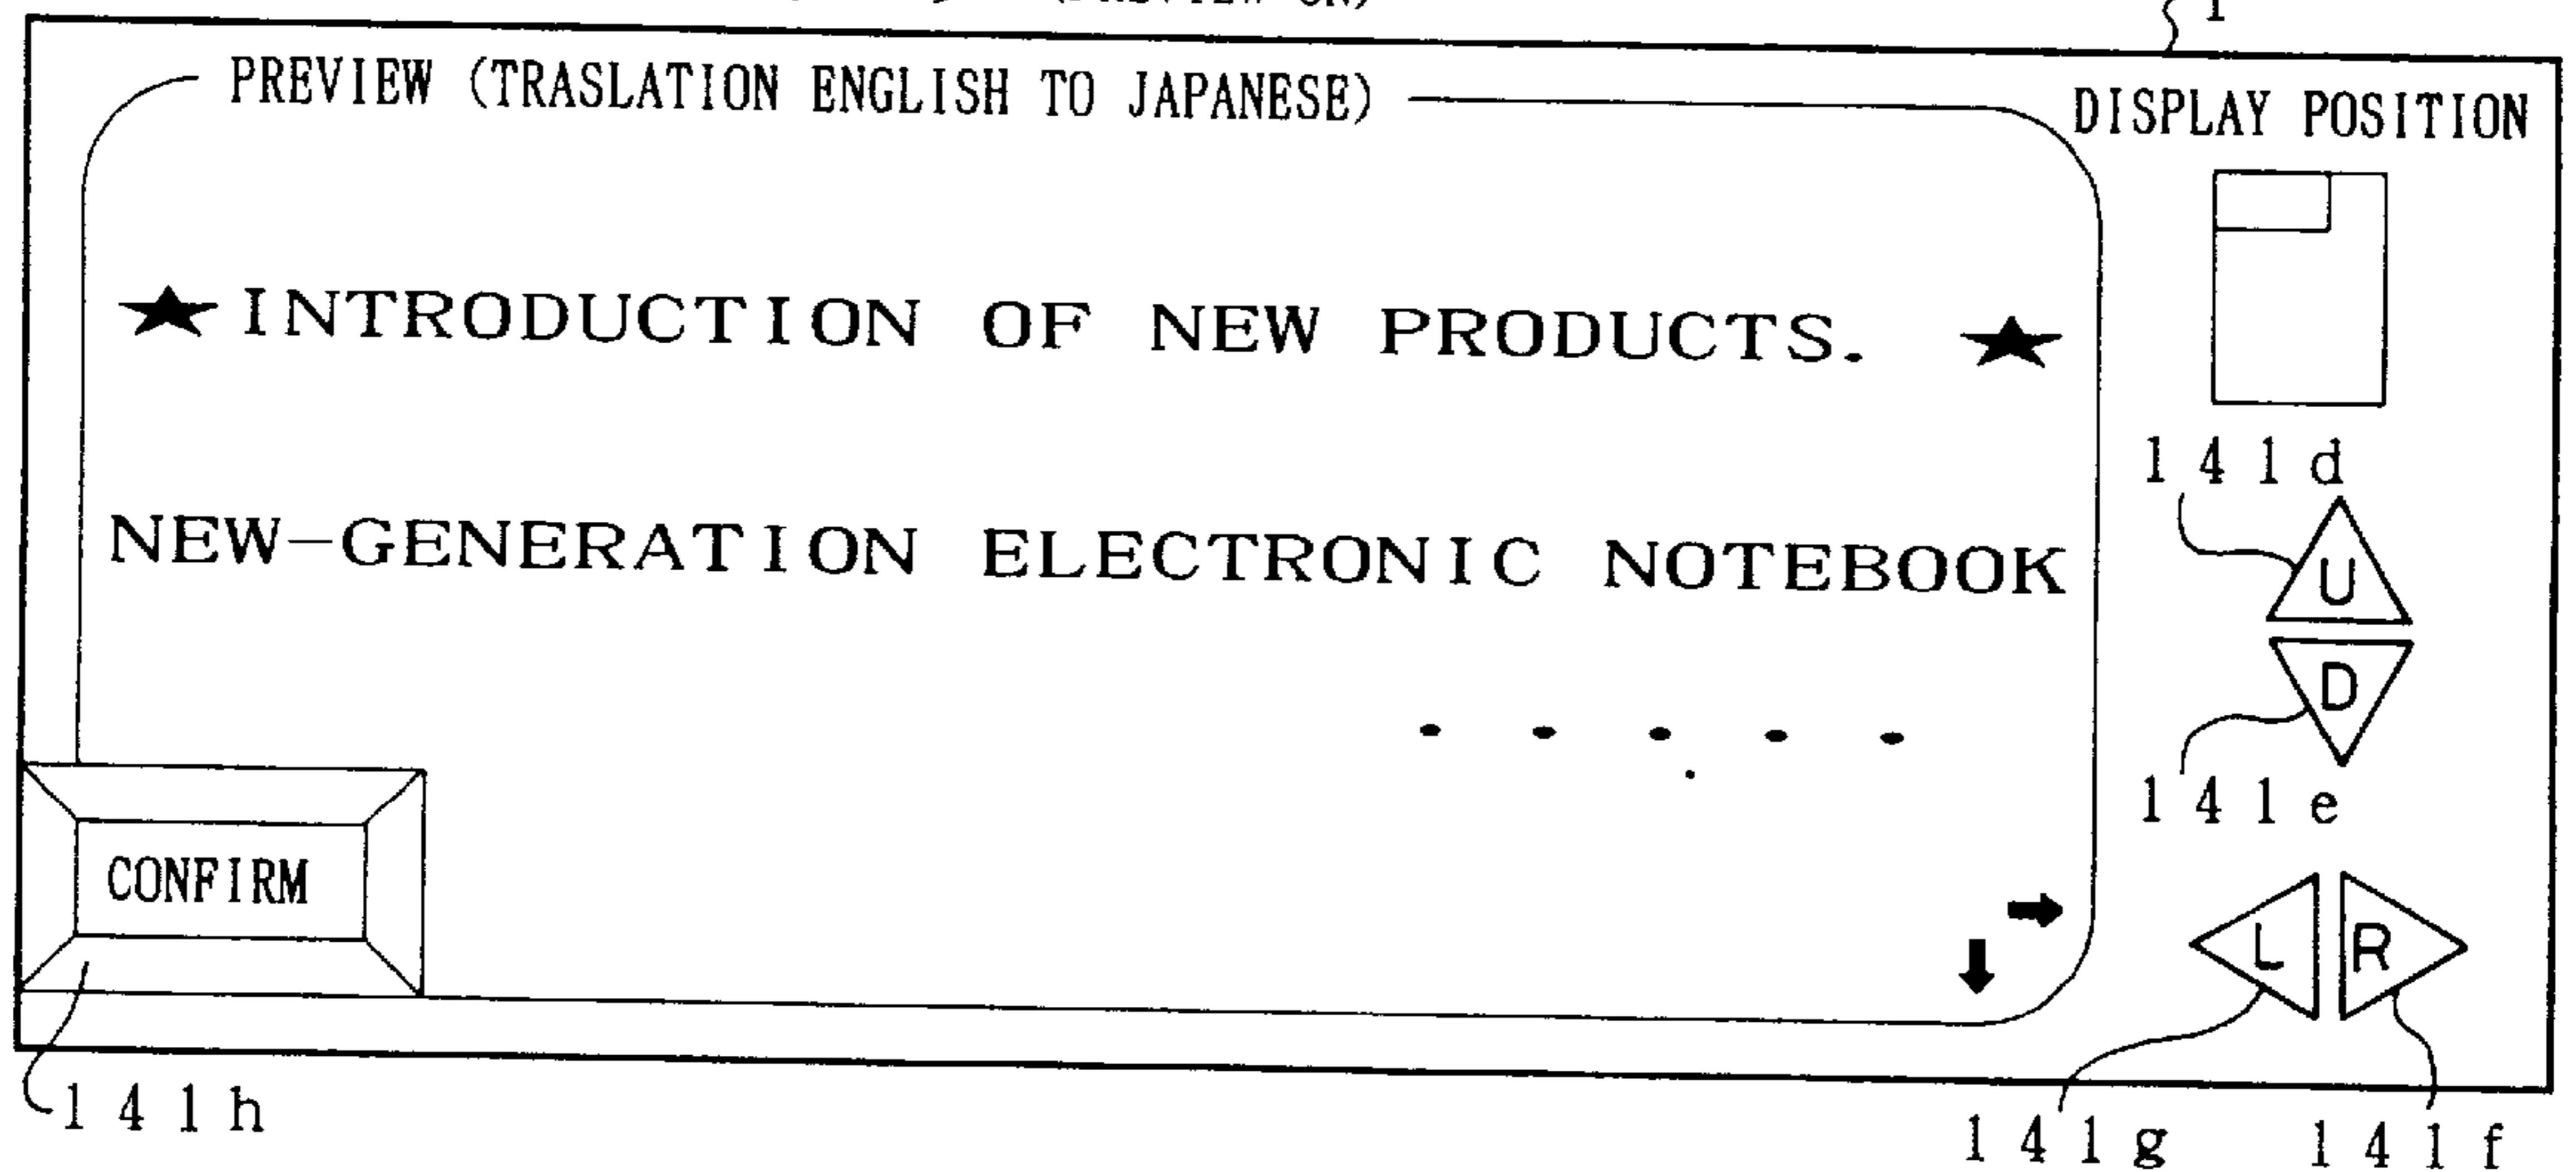 1
PREVIEW (TRASLATION ENGLISH TO JAPANESE)
DISPLAY POSITION
★ INTRODUCTION OF NEW PRODUCTS. ★
NEW-GENERATION ELECTRONIC NOTEBOOK
. . . . .
141d
U
D
141e
CONFIRM
L R
141h
141g 141f